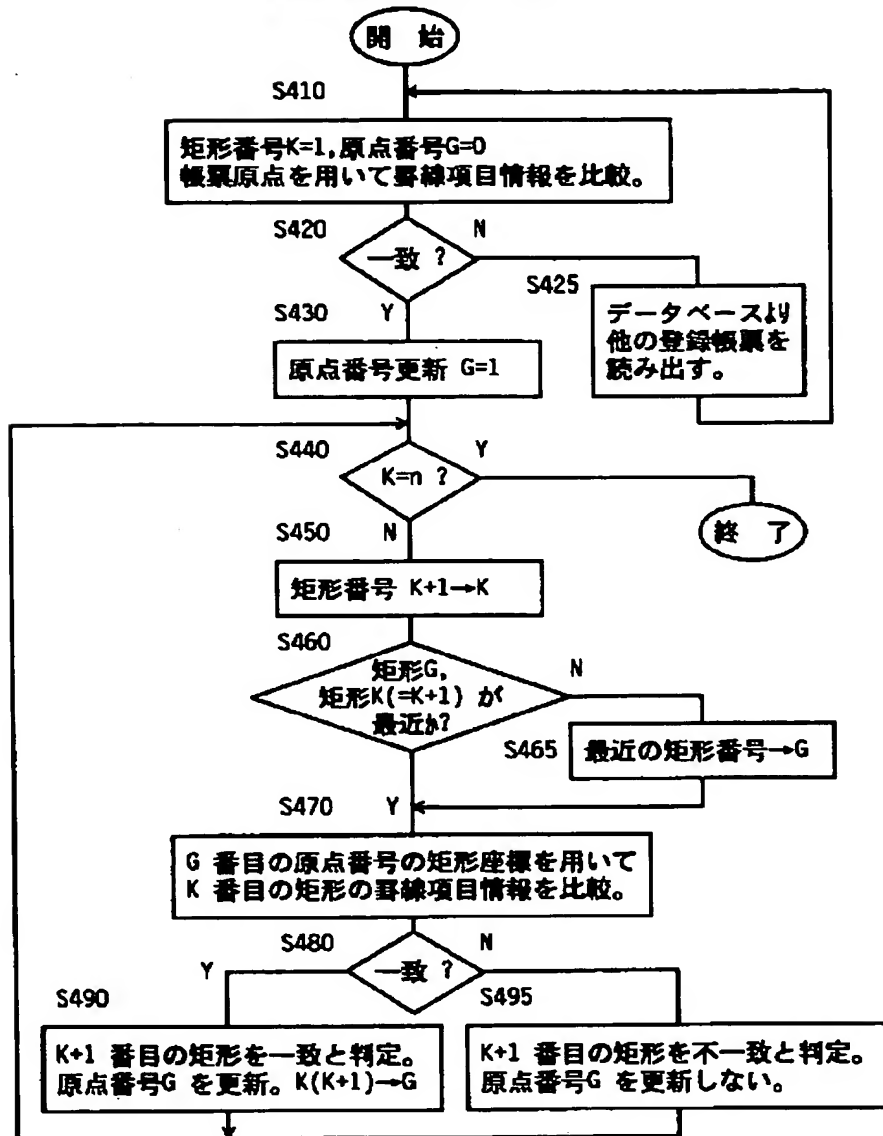 開 始
S410
矩形番号K=1,原点番号G=0
帳票原点を用いて罫線項目情報を比較。
S420
N
一致 ?
S425
データベースより
他の登録帳票を
読み出す。
S430
Y
原点番号更新 G=1
S440
Y
K=n ?
終 了
S450
N
矩形番号 K+1→K
S460
N
矩形G,
矩形K(=K+1) が
最近か?
S465
最近の矩形番号→G
S470
Y
G 番目の原点番号の矩形座標を用いて
K 番目の矩形の罫線項目情報を比較。
S480
N
一致 ?
Y
S490
S495
K+1 番目の矩形を一致と判定。
原点番号G を更新。K(K+1)→G
K+1 番目の矩形を不一致と判定。
原点番号G を更新しない。